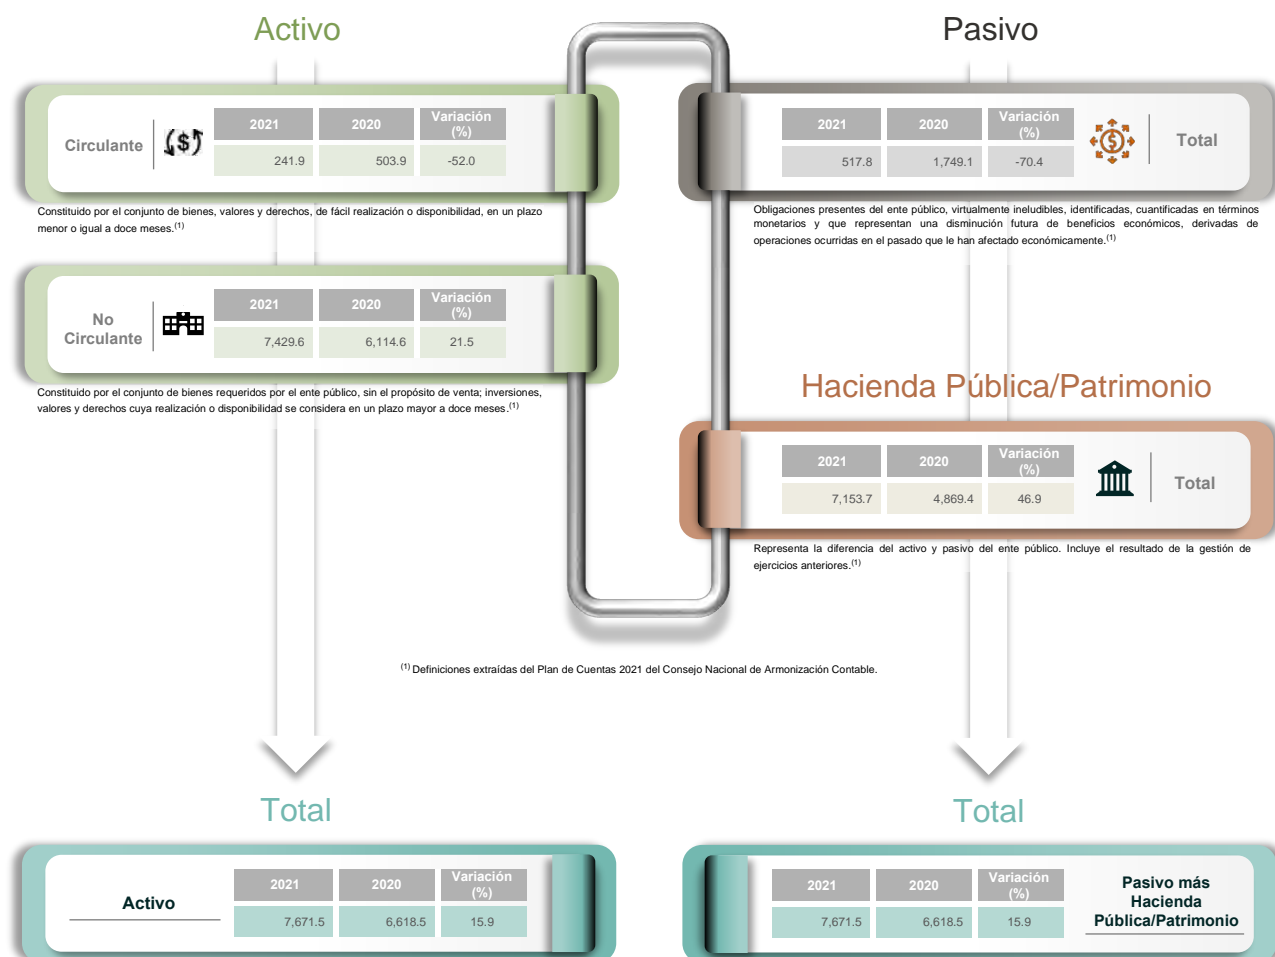 Activo
Circulante
2021 2020 Variación (%)
241.9 503.9 -52.0
Constituido por el conjunto de bienes, valores y derechos, de fácil realización o disponibilidad, en un plazo
menor o igual a doce meses.(1)
No
Circulante
2021 2020 Variación (%)
7,429.6 6,114.6 21.5
Constituido por el conjunto de bienes requeridos por el ente público, sin el propósito de venta; inversiones,
valores y derechos cuya realización o disponibilidad se considera en un plazo mayor a doce meses.(1)
Pasivo
2021 2020 Variación (%)
517.8 1,749.1 -70.4
Total
Obligaciones presentes del ente público, virtualmente ineludibles, identificadas, cuantificadas en términos
monetarios y que representan una disminución futura de beneficios económicos, derivadas de
operaciones ocurridas en el pasado que le han afectado económicamente.(1)
Hacienda Pública/Patrimonio
2021 2020 Variación (%)
7,153.7 4,869.4 46.9
Total
Representa la diferencia del activo y pasivo del ente público. Incluye el resultado de la gestión de
ejercicios anteriores.(1)
(1) Definiciones extraídas del Plan de Cuentas 2021 del Consejo Nacional de Armonización Contable.
Total
Activo
2021 2020 Variación (%)
7,671.5 6,618.5 15.9
Total
2021 2020 Variación (%)
7,671.5 6,618.5 15.9
Pasivo más
Hacienda
Pública/Patrimonio